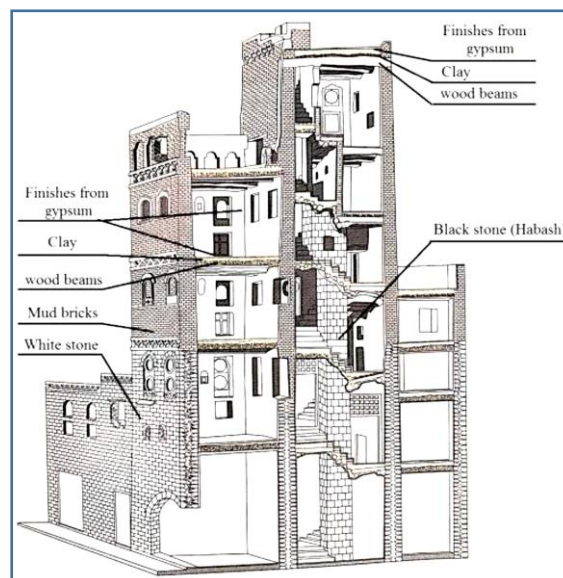 Finishes from
gypsum
Clay
wood beams
Finishes from
gypsum
Clay
wood beams
Mud bricks
White stone
Black stone (Habash)